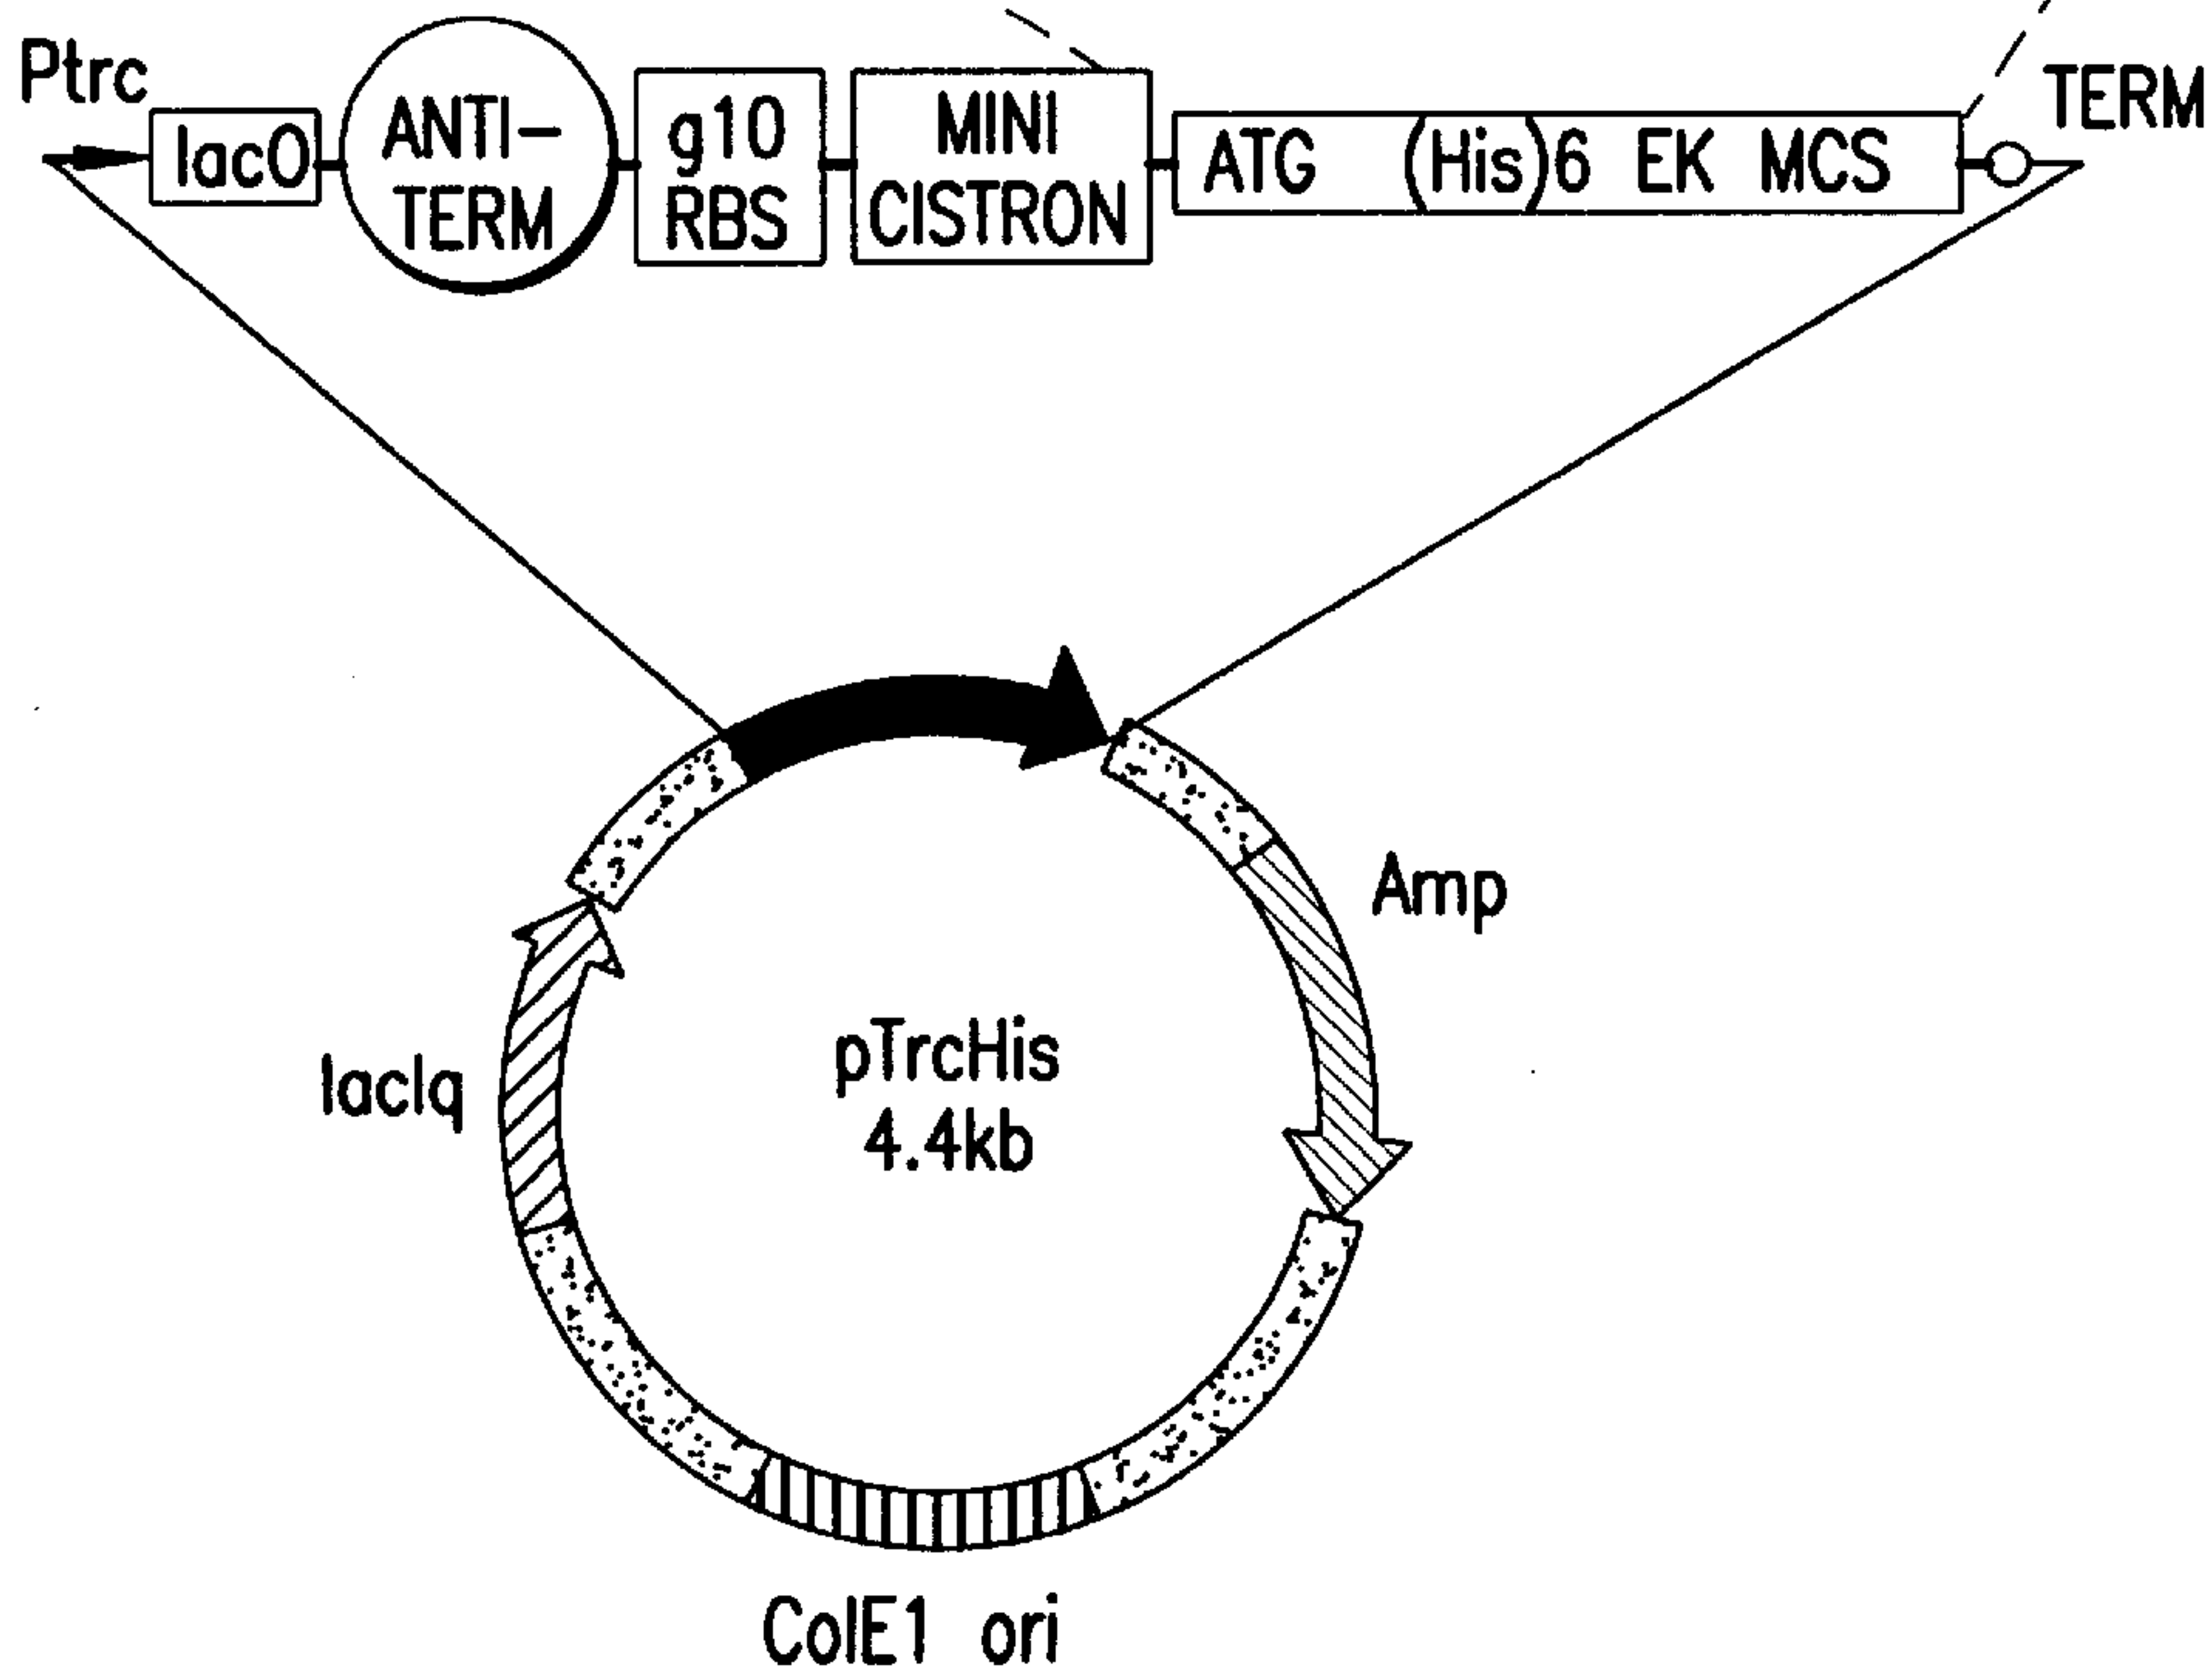 Ptrc
lacO
ANTI-
TERM
g10
RBS
MINI
CISTRON
ATG (His)6 EK MCS
TERM
Amp
lacIq
pTrcHis
4.4kb
ColE1 ori